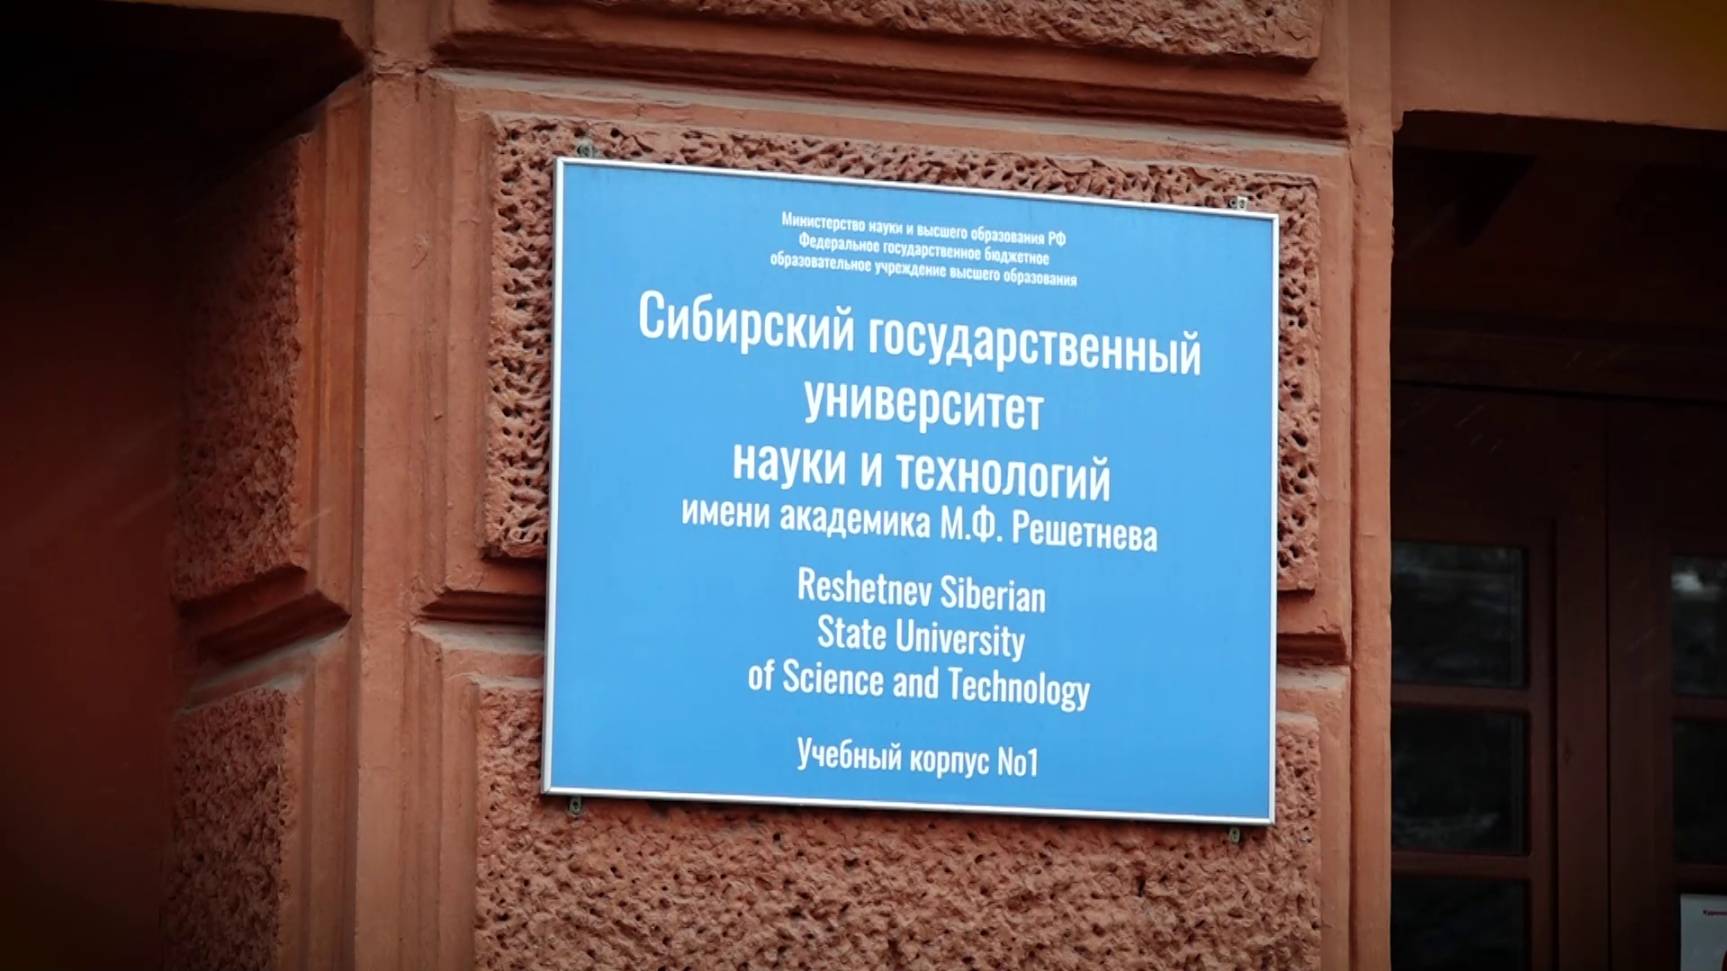 Министерство науки и высшего образования РФ
Федеральное государственное бюджетное
образовательное учреждение высшего образования
Сибирский государственный
университет
науки и технологий
имени академика М.Ф. Решетнева
Reshetnev Siberian
State University
of Science and Technology
Учебный корпус No1